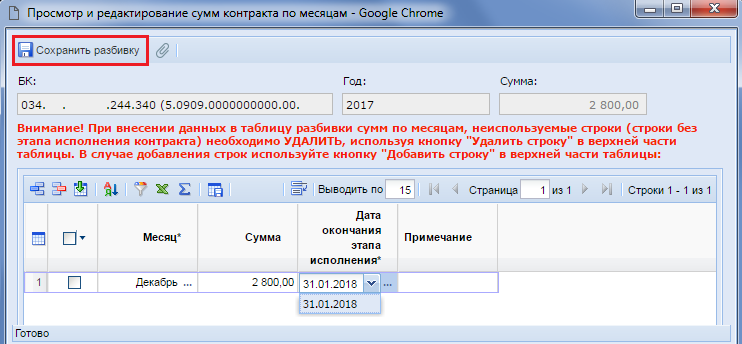 Просмотр и редактирование сумм контракта по месяцам - Google Chrome
Сохранить разбивку
БК: Год: Сумма:
034. . .244.340 (5.0909.0000000000.00. 2017 2 800,00
Внимание! При внесении данных в таблицу разбивки сумм по месяцам, неиспользуемые строки (строки без
этапа исполнения контракта) необходимо УДАЛИТЬ, используя кнопку "Удалить строку" в верхней части
таблицы. В случае добавления строк используйте кнопку "Добавить строку" в верхней части таблицы:
Выводить по 15 Страница 1 из 1 Строки 1 - 1 из 1
Месяц* Сумма Дата
окончания
этапа
исполнения* Примечание
1 Декабрь ... 2 800,00 31.01.2018 ...
31.01.2018
Готово